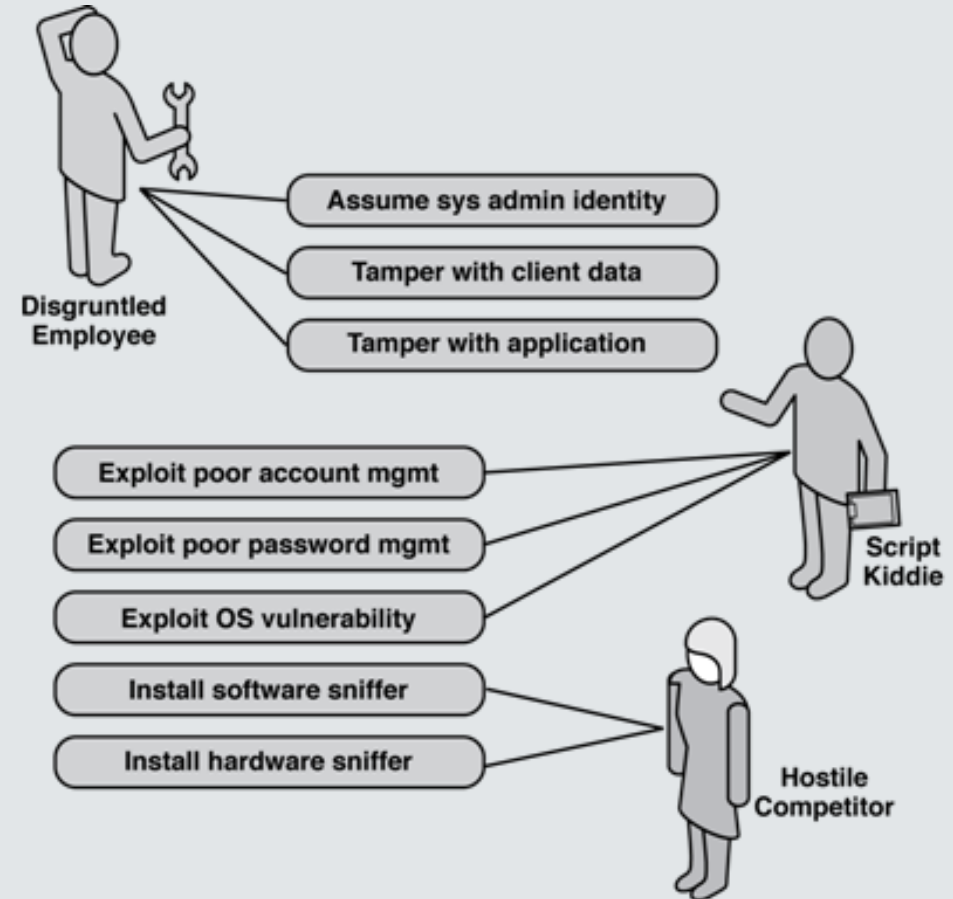 Assume sys admin identity
Tamper with client data
Disgruntled
Employee
Tamper with application
Exploit poor account mgmt
Exploit poor password mgmt
Script
Kiddie
Exploit OS vulnerability
Install software sniffer
Install hardware sniffer
Hostile
Competitor